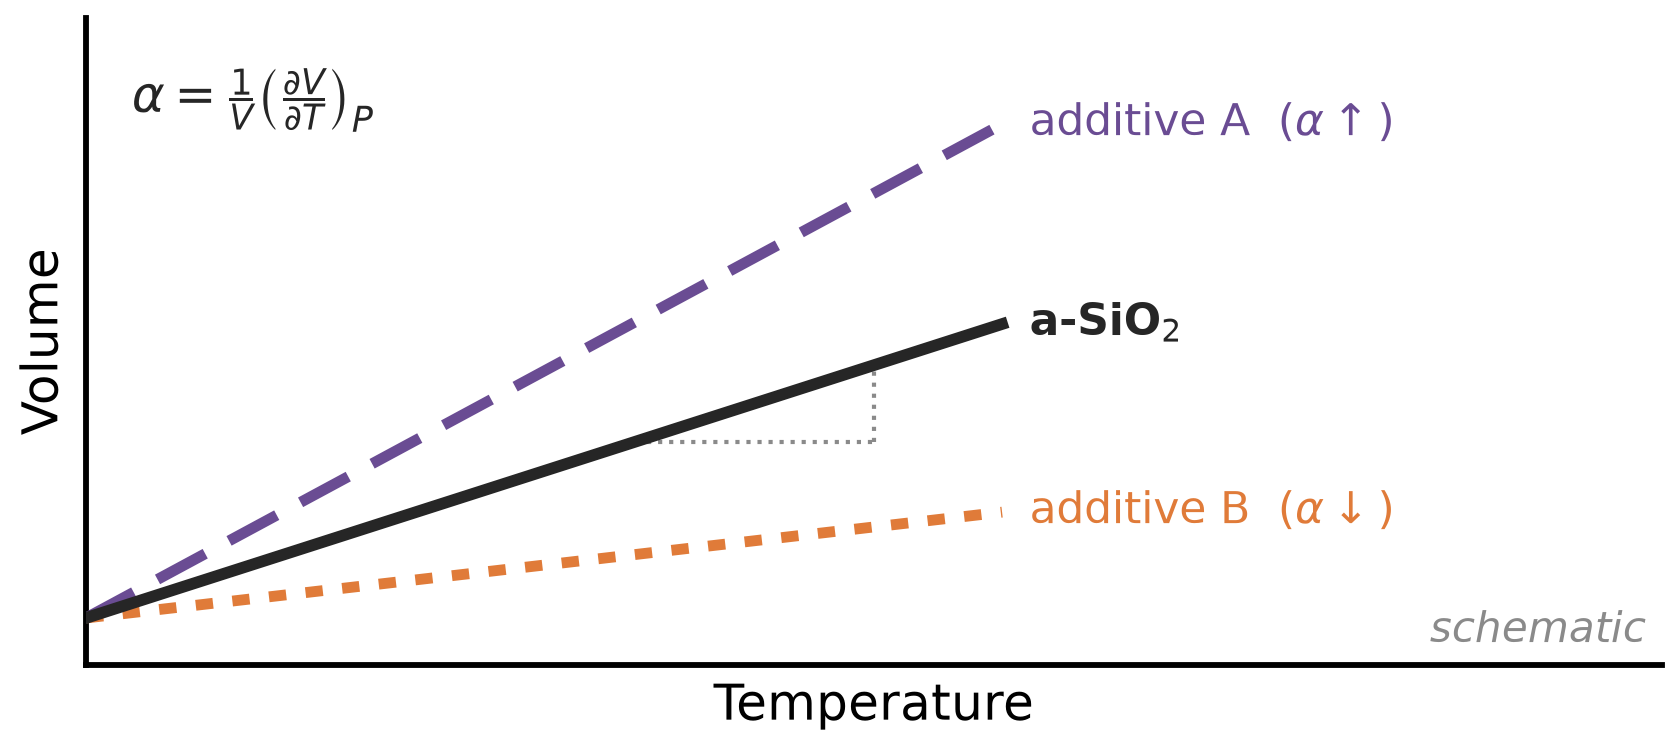 α = 1/V (∂V/∂T)_P
additive A (α ↑ )
a-SiO₂
additive B (α ↓ )
schematic
Volume
Temperature